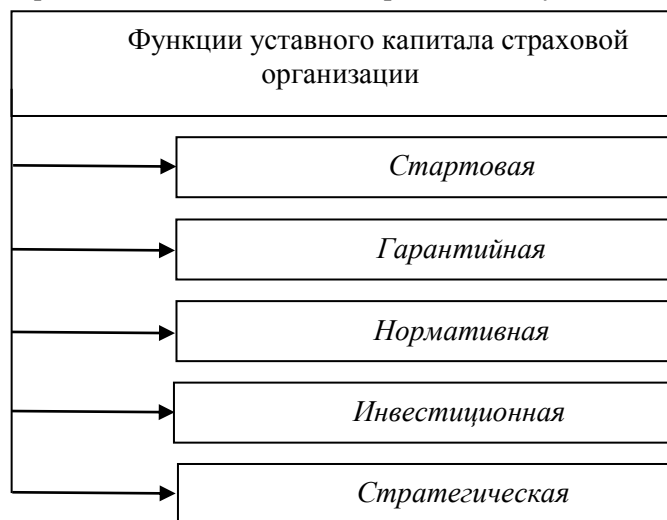 Функции уставного капитала страховой
организации
Стартовая
Гарантийная
Нормативная
Инвестиционная
Стратегическая